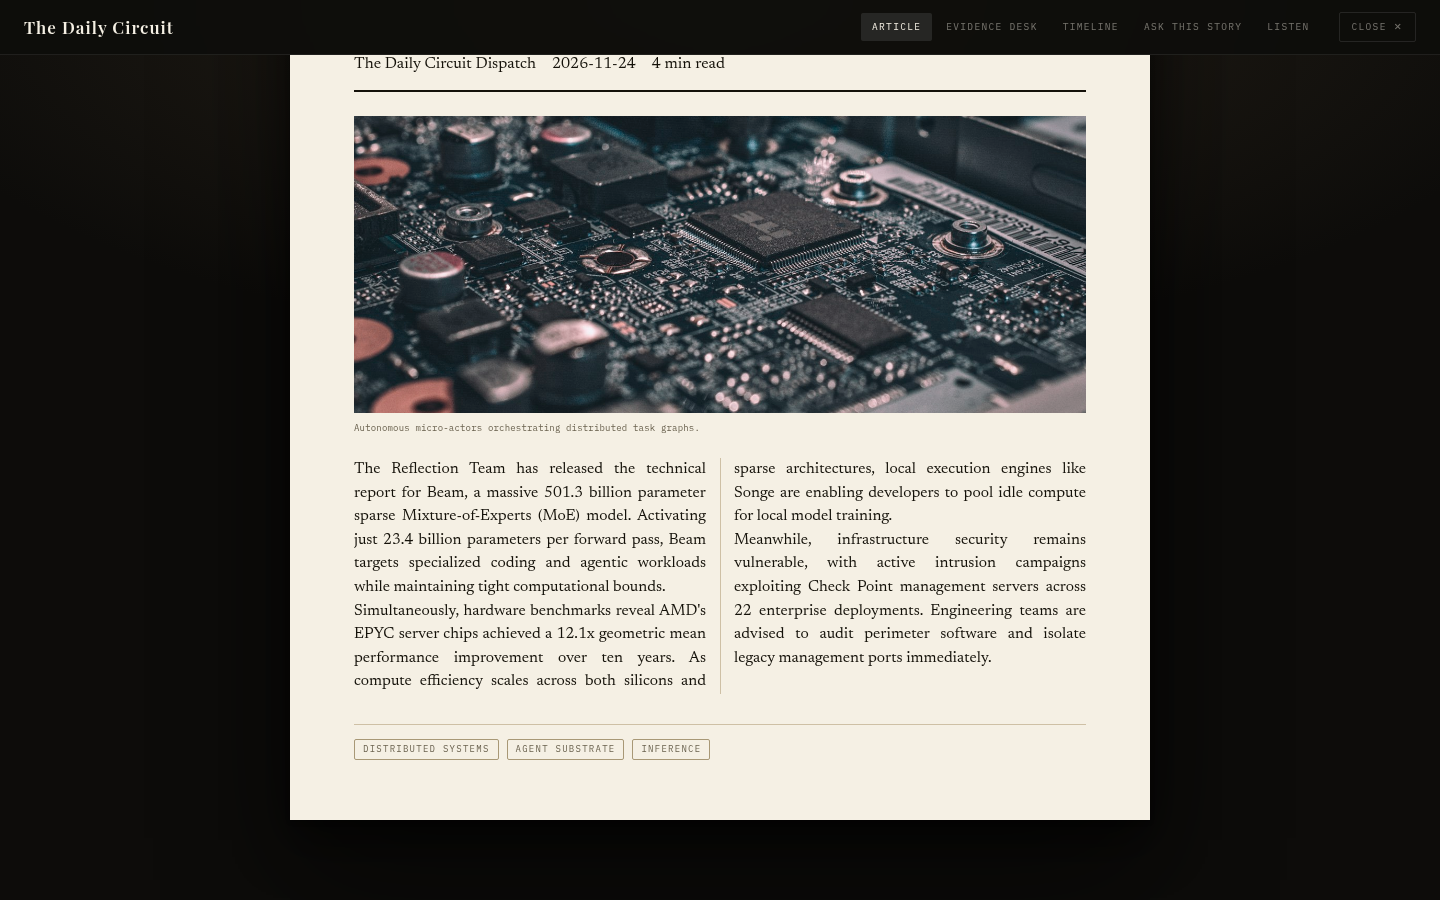 The Daily Circuit
ARTICLE
EVIDENCE DESK
TIMELINE
ASK THIS STORY
LISTEN
CLOSE ×
The Daily Circuit Dispatch 2026-11-24 4 min read
Autonomous micro-actors orchestrating distributed task graphs.
The Reflection Team has released the technical
report for Beam, a massive 501.3 billion parameter
sparse Mixture-of-Experts (MoE) model. Activating
just 23.4 billion parameters per forward pass, Beam
targets specialized coding and agentic workloads
while maintaining tight computational bounds.
Simultaneously, hardware benchmarks reveal AMD's
EPYC server chips achieved a 12.1x geometric mean
performance improvement over ten years. As
compute efficiency scales across both silicons and
sparse architectures, local execution engines like
Songe are enabling developers to pool idle compute
for local model training.
Meanwhile, infrastructure security remains
vulnerable, with active intrusion campaigns
exploiting Check Point management servers across
22 enterprise deployments. Engineering teams are
advised to audit perimeter software and isolate
legacy management ports immediately.
DISTRIBUTED SYSTEMS
AGENT SUBSTRATE
INFERENCE